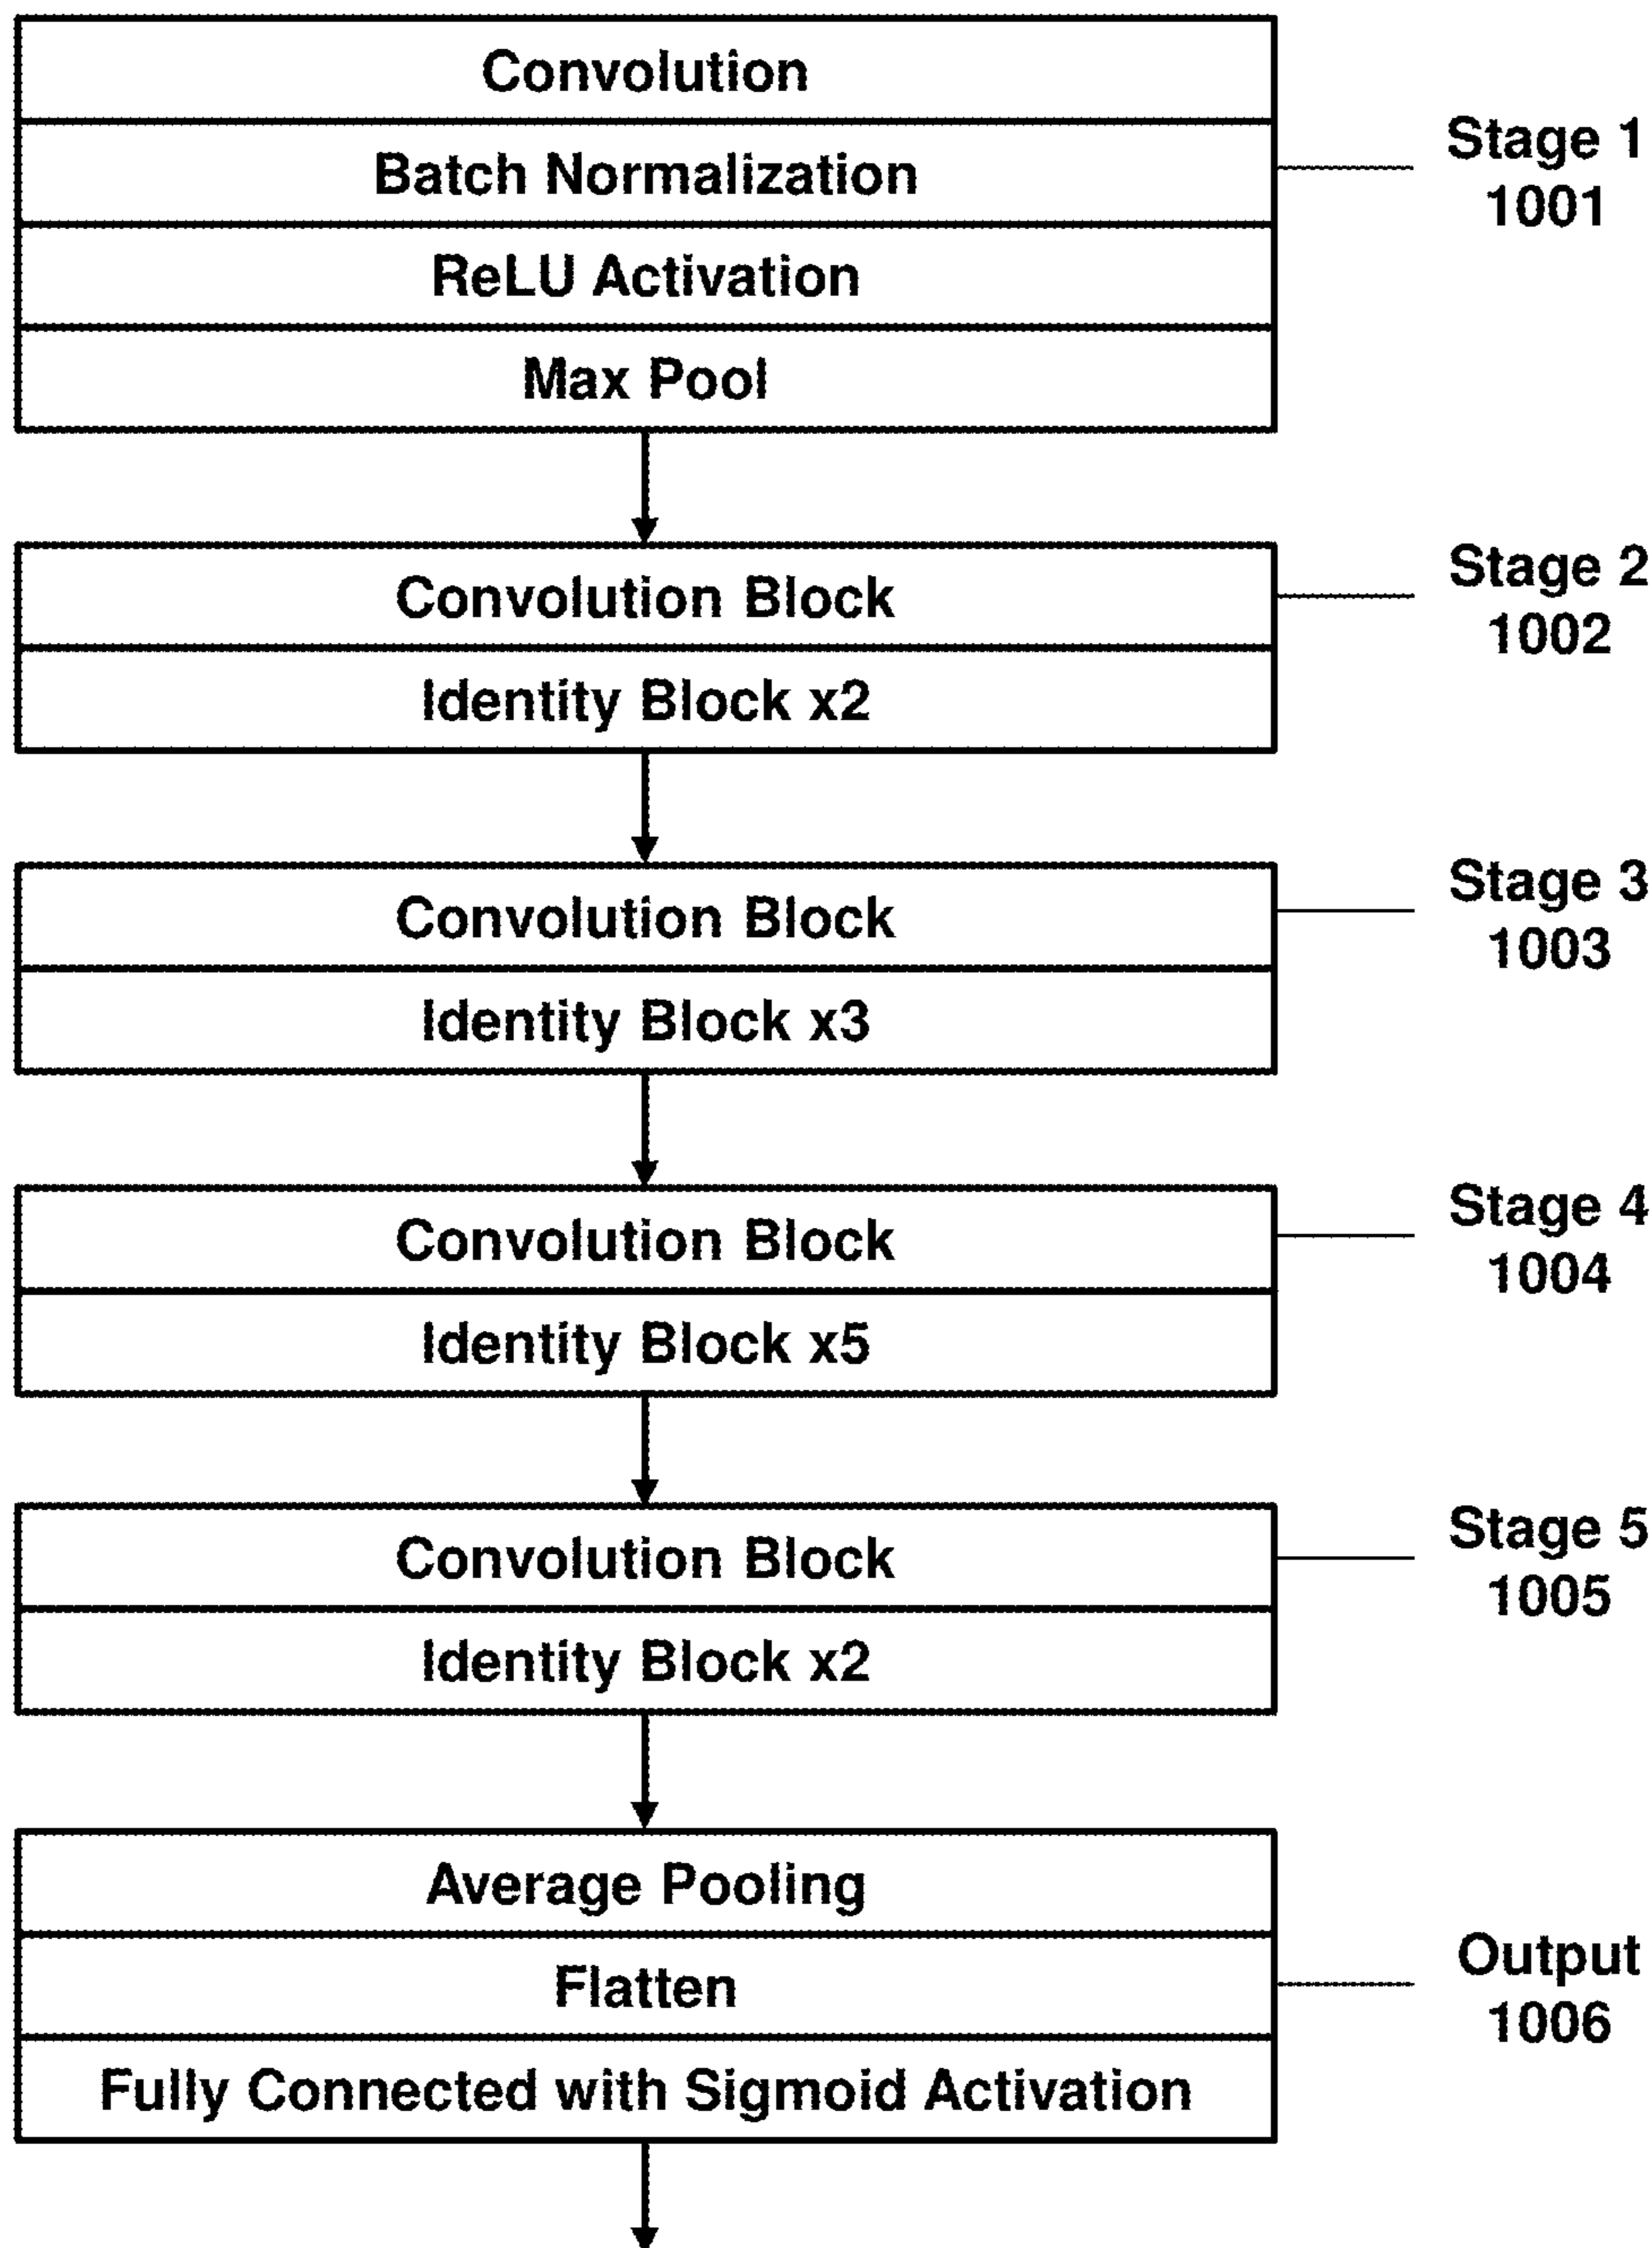 Convolution
Batch Normalization
ReLU Activation
Max Pool
Stage 1
1001
Convolution Block
Identity Block x2
Stage 2
1002
Convolution Block
Identity Block x3
Stage 3
1003
Convolution Block
Identity Block x5
Stage 4
1004
Convolution Block
Identity Block x2
Stage 5
1005
Average Pooling
Flatten
Fully Connected with Sigmoid Activation
Output
1006